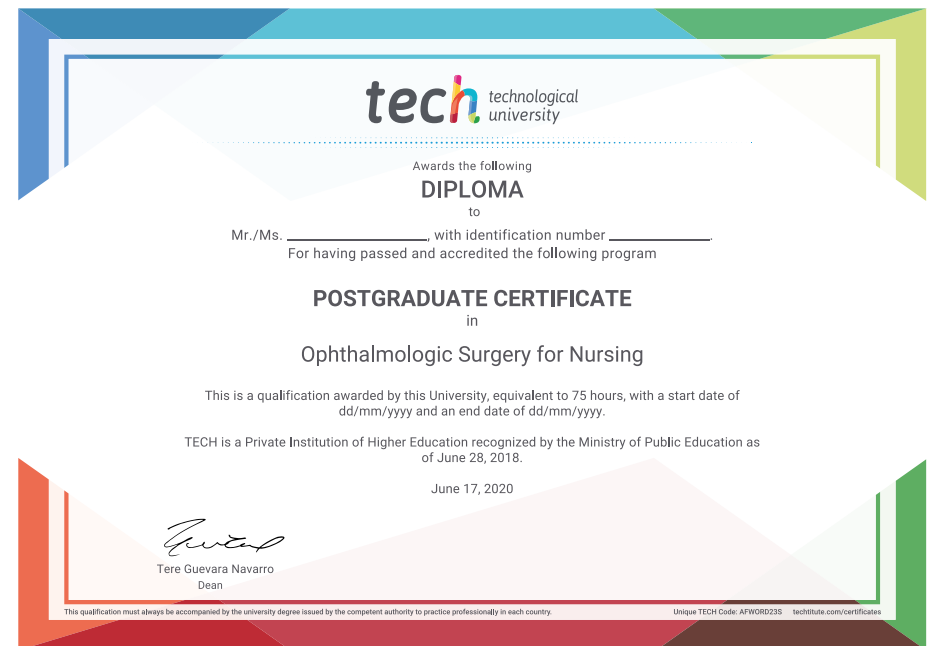 tech technological
university
Awards the following
DIPLOMA
to
Mr./Ms. ____________________, with identification number ______________.
For having passed and accredited the following program
POSTGRADUATE CERTIFICATE
in
Ophthalmologic Surgery for Nursing
This is a qualification awarded by this University, equivalent to 75 hours, with a start date of
dd/mm/yyyy and an end date of dd/mm/yyyy.
TECH is a Private Institution of Higher Education recognized by the Ministry of Public Education as
of June 28, 2018.
June 17, 2020
Tere Guevara Navarro
Dean
This qualification must always be accompanied by the university degree issued by the competent authority to practice professionally in each country.
Unique TECH Code: AFWORD23S techtitute.com/certificates